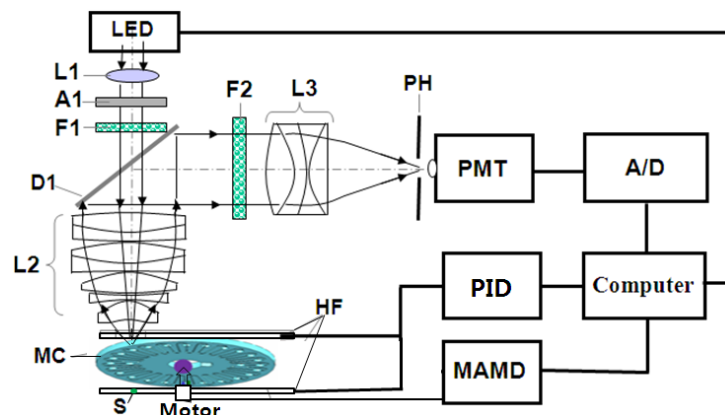 LED
L1
A1
F1
F2
L3
PH
D1
PMT
A/D
L2
HF
PID
Computer
MC
MAMD
S
Motor